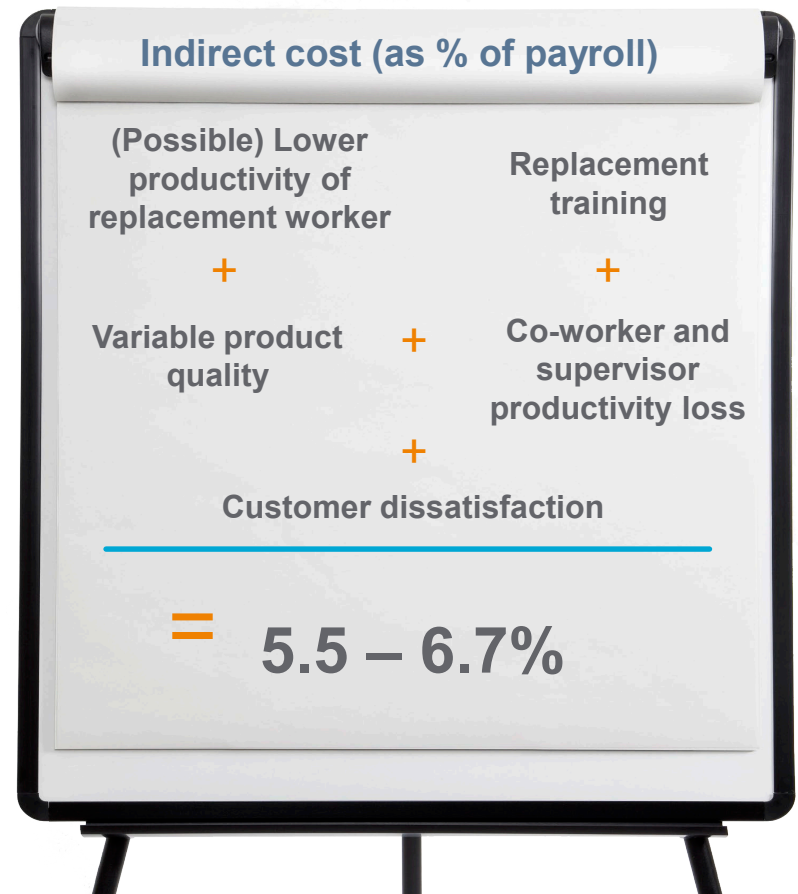 Indirect cost (as % of payroll)
(Possible) Lower
productivity of
replacement worker
Replacement
training
+
+
Variable product
quality
+
Co-worker and
supervisor
productivity loss
+
Customer dissatisfaction
= 5.5 – 6.7%